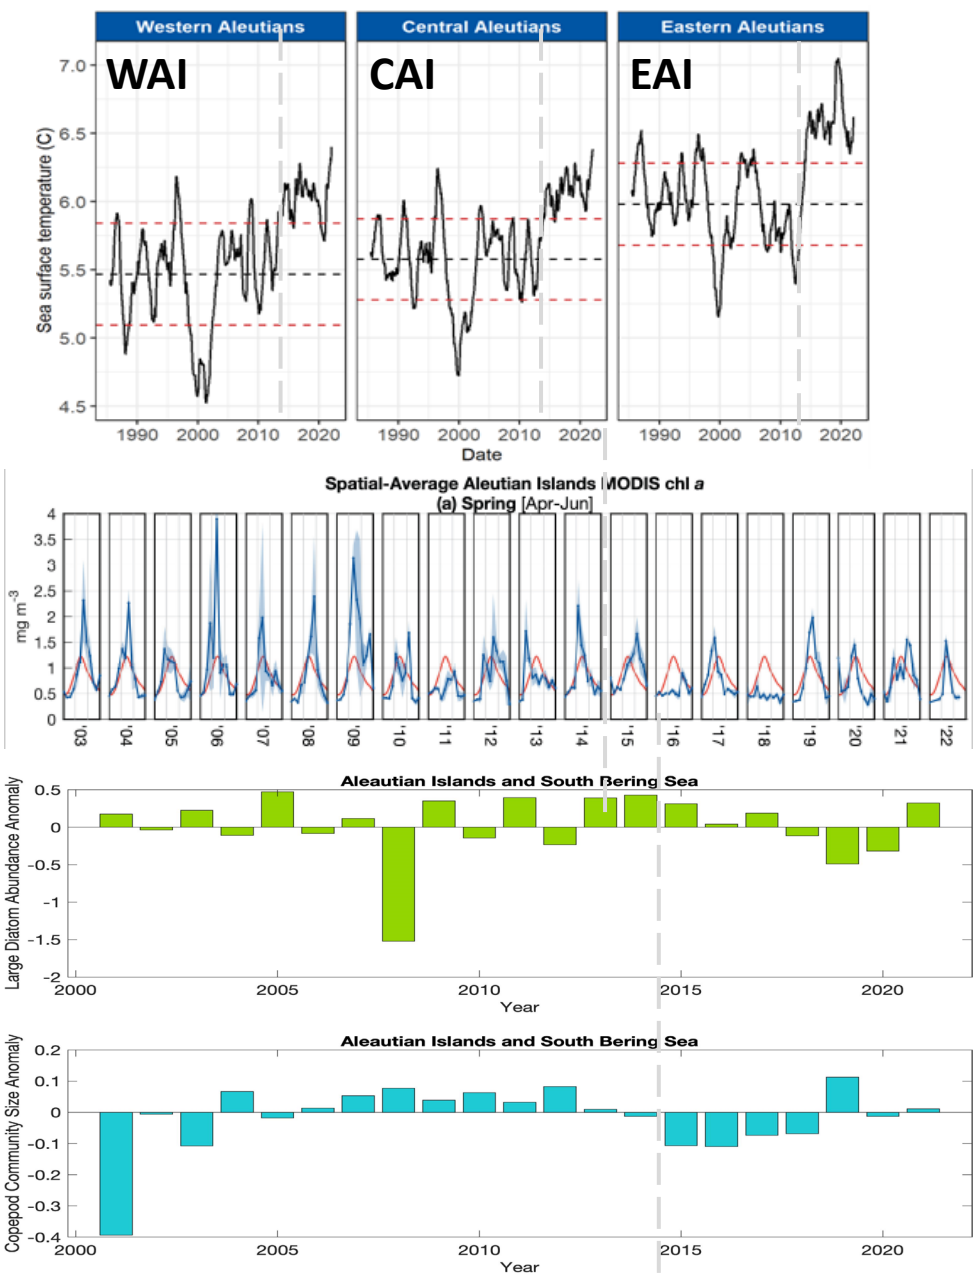 Western Aleutians
Central Aleutians
Eastern Aleutians
WAI
CAI
EAI
Sea surface temperature (C)
7.0
6.5
6.0
5.5
5.0
4.5
1990 2000 2010 2020
1990 2000 2010 2020
1990 2000 2010 2020
Date
Spatial-Average Aleutian Islands MODIS chl a
(a) Spring [Apr-Jun]
mg m-3
4
3.5
3
2.5
2
1.5
1
0.5
0
'03 '04 '05 '06 '07 '08 '09 '10 '11 '12 '13 '14 '15 '16 '17 '18 '19 '20 '21 '22
Aleautian Islands and South Bering Sea
Large Diatom Abundance Anomaly
0.5
0
-0.5
-1
-1.5
-2
2000 2005 2010 2015 2020
Year
Aleautian Islands and South Bering Sea
Copepod Community Size Anomaly
0.2
0.1
0
-0.1
-0.2
-0.3
-0.4
2000 2005 2010 2015 2020
Year